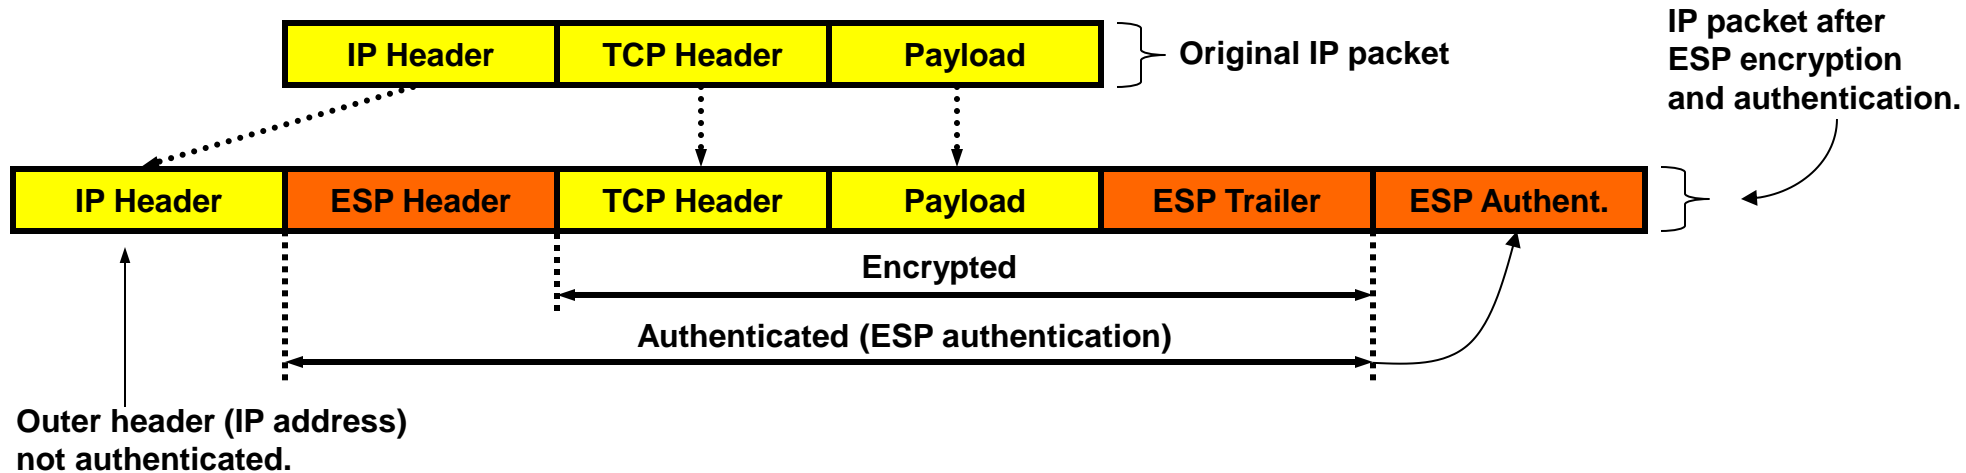 IP Header TCP Header Payload
Original IP packet
IP packet after
ESP encryption
and authentication.
IP Header ESP Header TCP Header Payload ESP Trailer ESP Authent.
Encrypted
Authenticated (ESP authentication)
Outer header (IP address)
not authenticated.